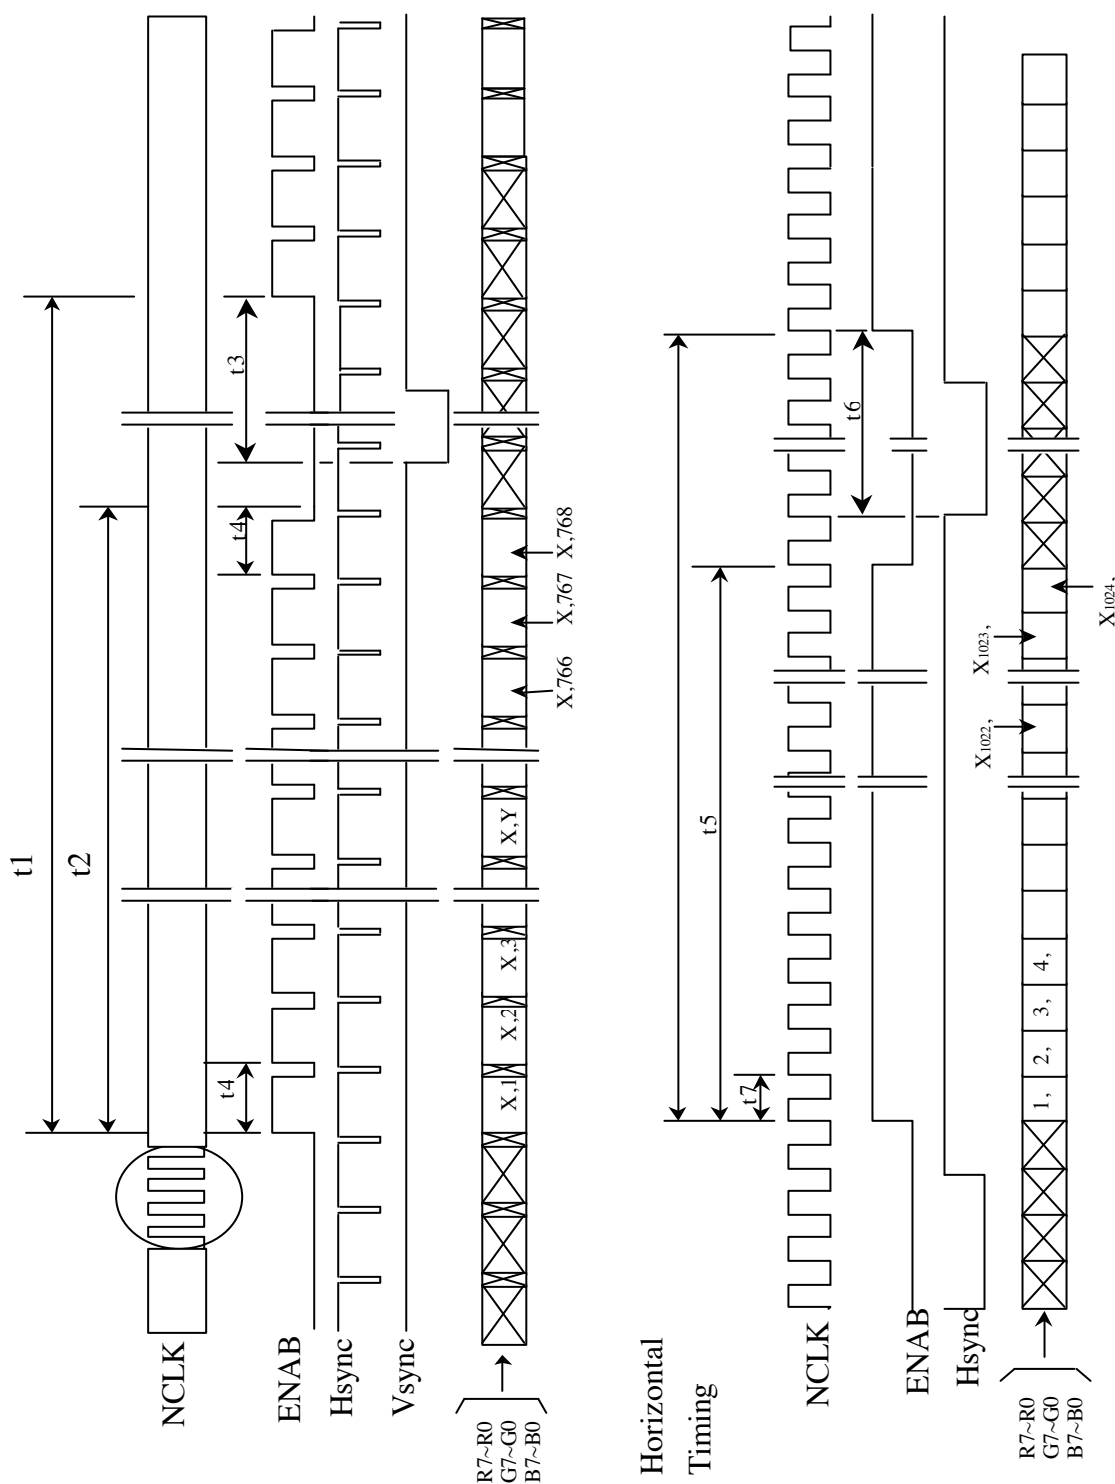 t1
t2
NCLK
t4
t4
t3
ENAB
Hsync
Vsync
R7~R0
G7~G0
B7~B0
X,1
X,2
X,3
X,Y
X,766
X,767
X,768
Horizontal
Timing
t7
t5
t6
NCLK
ENAB
Hsync
R7~R0
G7~G0
B7~B0
1,
2,
3,
4,
X1022,
X1023,
X1024,